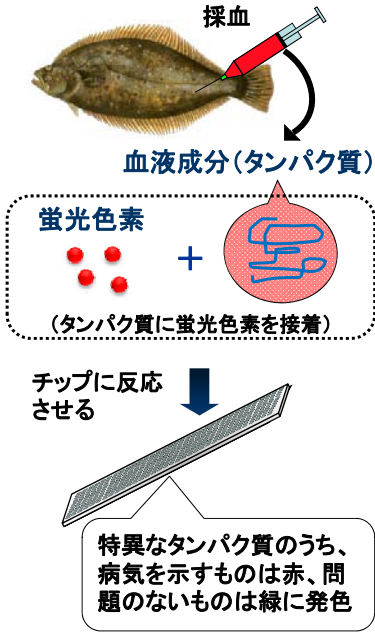 採血
血液成分(タンパク質)
蛍光色素
+
(タンパク質に蛍光色素を接着)
チップに反応
させる
特異なタンパク質のうち、
病気を示すものは赤、問
題のないものは緑に発色